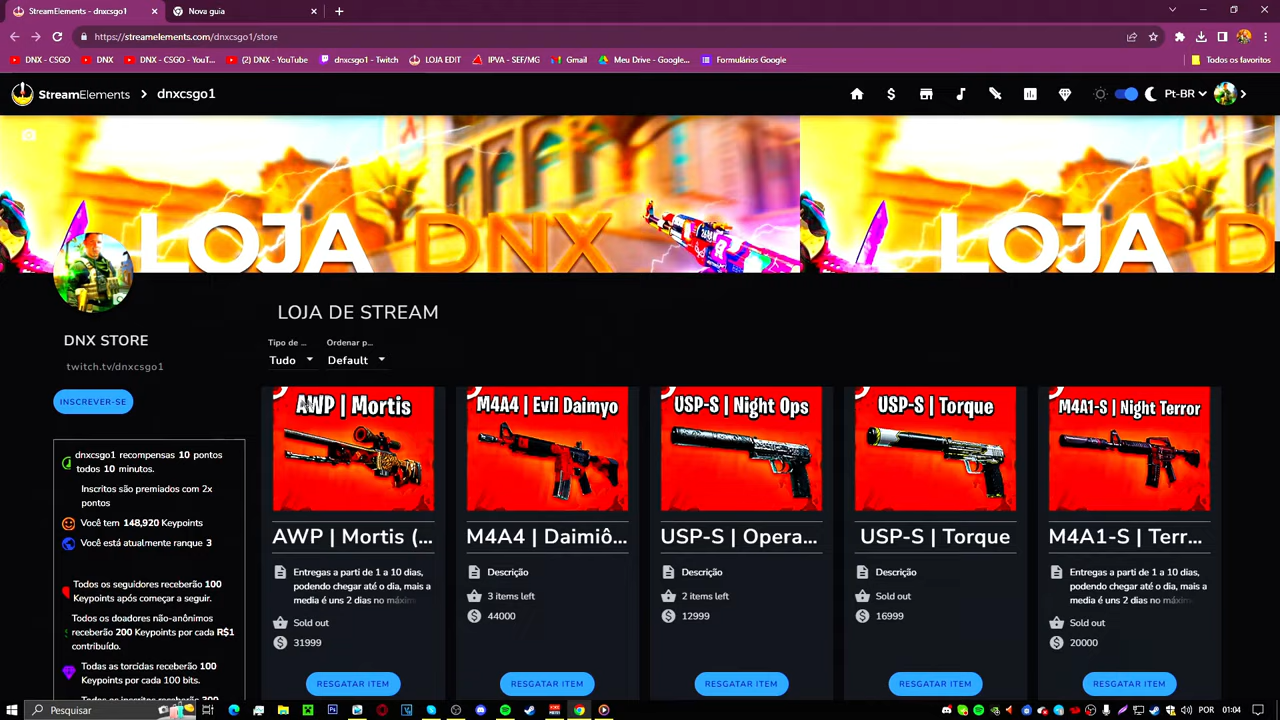 StreamElements - dnxcsgo1
Nova guia
https://streamelements.com/dnxcsgo1/store
DNX - CSGO
DNX
DNX - CSGO - YouT...
(2) DNX - YouTube
dnxcsgo1 - Twitch
LOJA EDIT
IPVA - SEF/MG
Gmail
Meu Drive - Google...
Formulários Google
Todos os favoritos
StreamElements > dnxcsgo1
Pt-BR
LOJA DNX
LOJA D
DNX STORE
twitch.tv/dnxcsgo1
INSCREVER-SE
dnxcsgo1 recompensas 10 pontos
todos 10 minutos.
Inscritos são premiados com 2x
pontos
Você tem 148,920 Keypoints
Você está atualmente ranque 3
Todos os seguidores receberão 100
Keypoints após começar a seguir.
Todos os doadores não-anônimos
receberão 200 Keypoints por cada R$1
contribuído.
Todas as torcidas receberão 100
Keypoints por cada 100 bits.
LOJA DE STREAM
Tipo de ...
Ordenar p...
Tudo
Default
AWP | Mortis
AWP | Mortis (...
Entregas a parti de 1 a 10 dias,
podendo chegar até o dia, mais a
media é uns 2 dias no máxim
Sold out
31999
RESGATAR ITEM
M4A4 | Evil Daimyo
M4A4 | Daimiô...
Descrição
3 items left
44000
RESGATAR ITEM
USP-S | Night Ops
USP-S | Opera...
Descrição
2 items left
12999
RESGATAR ITEM
USP-S | Torque
USP-S | Torque
Descrição
Sold out
16999
RESGATAR ITEM
M4A1-S | Night Terror
M4A1-S | Terr...
Entregas a parti de 1 a 10 dias,
podendo chegar até o dia, mais a
media é uns 2 dias no máxim
Sold out
20000
RESGATAR ITEM
Pesquisar
POR
01:04